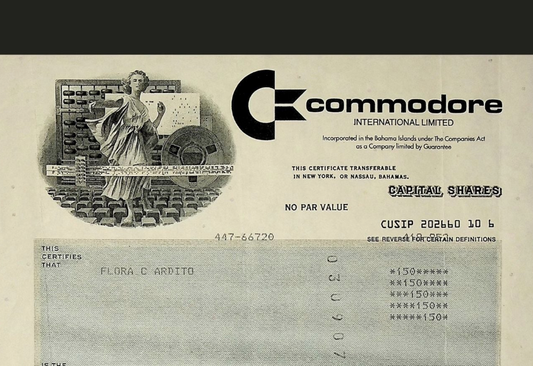 commodore
INTERNATIONAL LIMITED
Incorporated in the Bahama Islands under The Companies Act
as a Company limited by Guarantee
THIS CERTIFICATE TRANSFERABLE
IN NEW YORK, OR NASSAU, BAHAMAS.
CAPITAL SHARES
NO PAR VALUE
CUSIP 202660 10 6
447-66720
SEE REVERSE FOR CERTAIN DEFINITIONS
THIS
CERTIFIES
THAT
FLORA C ARDITO
030907
*150*****
**150****
***150***
****150**
*****150*
IS THE